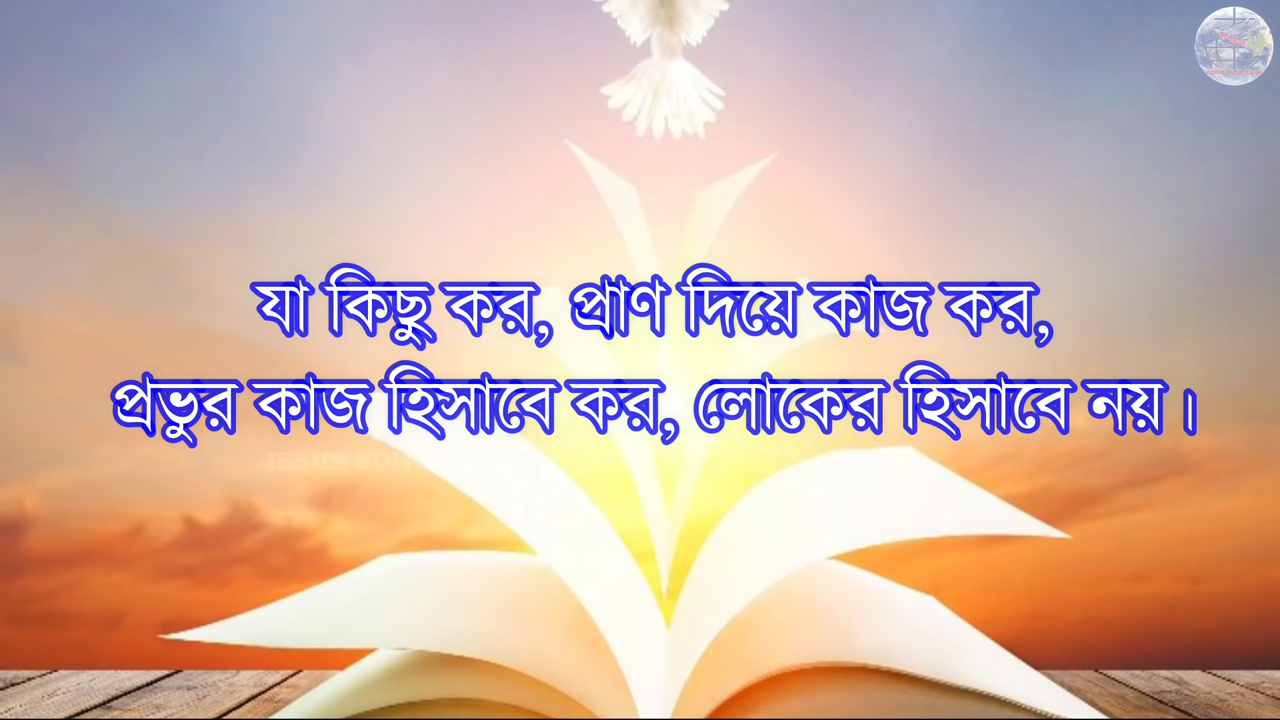 যা কিছু কর, প্রাণ দিয়ে কাজ কর,
প্রভুর কাজ হিসাবে কর, লোকের হিসাবে নয়।